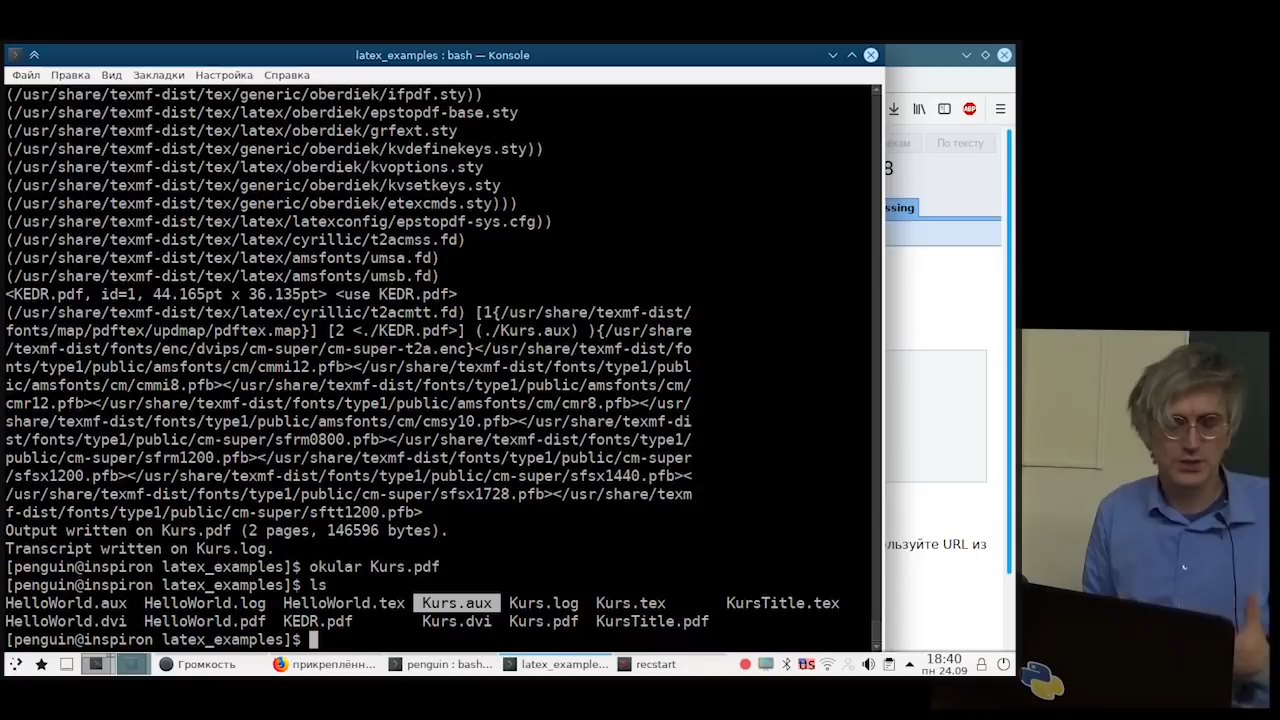 latex_examples : bash — Konsole
Файл Правка Вид Закладки Настройка Справка
(/usr/share/texmf-dist/tex/generic/oberdiek/ifpdf.sty))
(/usr/share/texmf-dist/tex/latex/oberdiek/epstopdf-base.sty
(/usr/share/texmf-dist/tex/latex/oberdiek/grfext.sty
(/usr/share/texmf-dist/tex/generic/oberdiek/kvdefinekeys.sty))
(/usr/share/texmf-dist/tex/latex/oberdiek/kvoptions.sty
(/usr/share/texmf-dist/tex/generic/oberdiek/kvsetkeys.sty
(/usr/share/texmf-dist/tex/generic/oberdiek/etexcmds.sty)))
(/usr/share/texmf-dist/tex/latex/latexconfig/epstopdf-sys.cfg))
(/usr/share/texmf-dist/tex/latex/cyrillic/t2acmss.fd)
(/usr/share/texmf-dist/tex/latex/amsfonts/umsa.fd)
(/usr/share/texmf-dist/tex/latex/amsfonts/umsb.fd)
<KEDR.pdf, id=1, 44.165pt x 36.135pt> <use KEDR.pdf>
(/usr/share/texmf-dist/tex/latex/cyrillic/t2acmtt.fd) [1{/usr/share/texmf-dist/
fonts/map/pdftex/updmap/pdftex.map}] [2 <./KEDR.pdf>] (./Kurs.aux) ){/usr/share
/texmf-dist/fonts/enc/dvips/cm-super/cm-super-t2a.enc}</usr/share/texmf-dist/fo
nts/type1/public/amsfonts/cm/cmmi12.pfb></usr/share/texmf-dist/fonts/type1/publ
ic/amsfonts/cm/cmmi8.pfb></usr/share/texmf-dist/fonts/type1/public/amsfonts/cm/
cmr12.pfb></usr/share/texmf-dist/fonts/type1/public/amsfonts/cm/cmr8.pfb></usr/
share/texmf-dist/fonts/type1/public/amsfonts/cm/cmsy10.pfb></usr/share/texmf-di
st/fonts/type1/public/cm-super/sfrm0800.pfb></usr/share/texmf-dist/fonts/type1/
public/cm-super/sfrm1200.pfb></usr/share/texmf-dist/fonts/type1/public/cm-super
/sfsx1200.pfb></usr/share/texmf-dist/fonts/type1/public/cm-super/sfsx1440.pfb><
/usr/share/texmf-dist/fonts/type1/public/cm-super/sfsx1728.pfb></usr/share/texm
f-dist/fonts/type1/public/cm-super/sftt1200.pfb>
Output written on Kurs.pdf (2 pages, 146596 bytes).
Transcript written on Kurs.log.
[penguin@inspiron latex_examples]$ okular Kurs.pdf
[penguin@inspiron latex_examples]$ ls
HelloWorld.aux HelloWorld.log HelloWorld.tex Kurs.aux Kurs.log Kurs.tex KursTitle.tex
HelloWorld.dvi HelloWorld.pdf KEDR.pdf Kurs.dvi Kurs.pdf KursTitle.pdf
[penguin@inspiron latex_examples]$
ABP
екам По тексту
8
ssing
льзуйте URL из
Громкость прикреплён... penguin : bash... latex_example... recstart US 18:40
пн 24.09